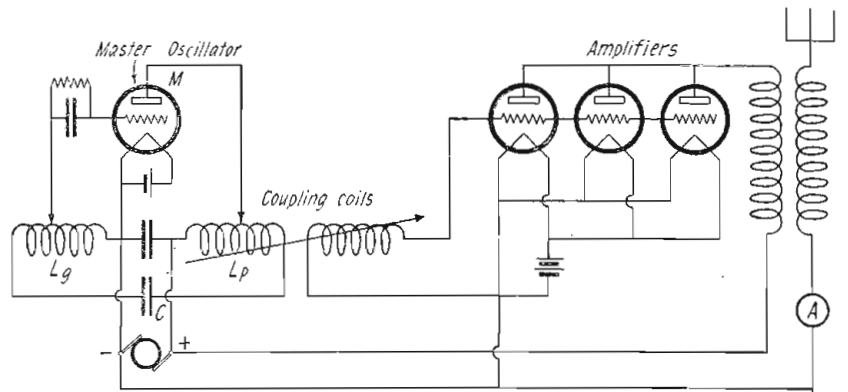 Master Oscillator
M
Amplifiers
Coupling coils
Lg
Lp
C
- +
A